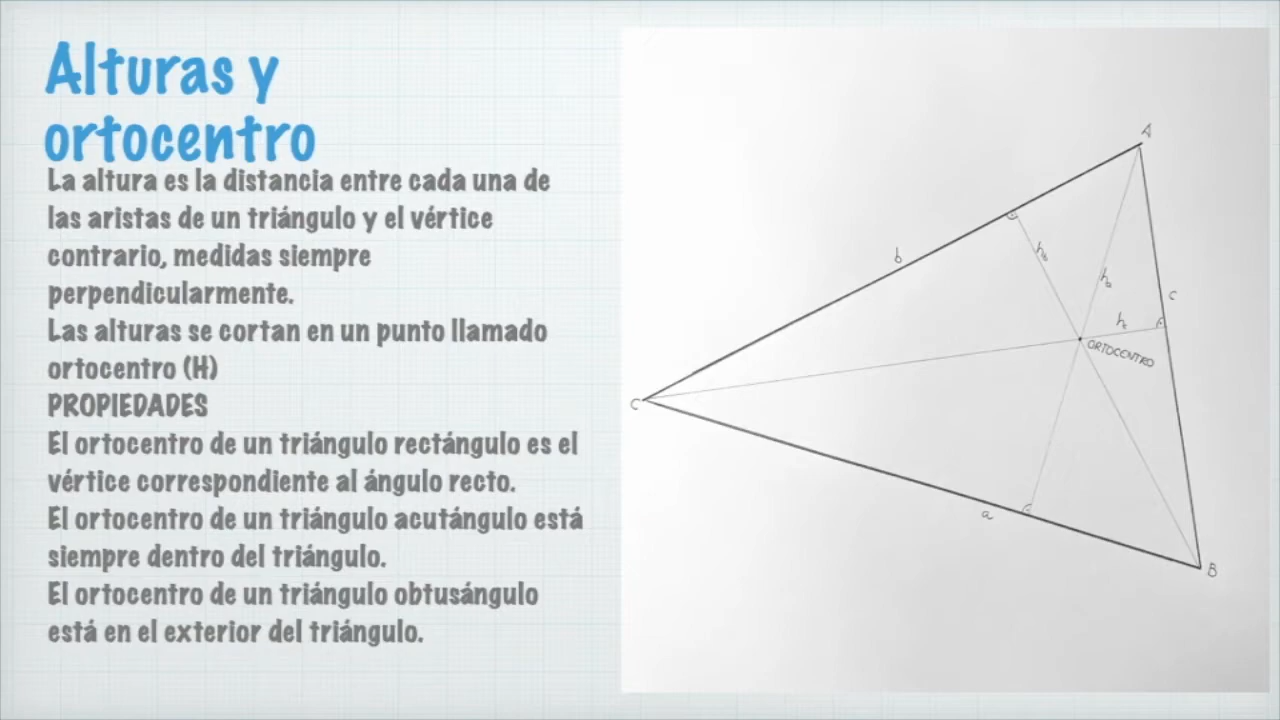 Alturas y
ortocentro
La altura es la distancia entre cada una de
las aristas de un triángulo y el vértice
contrario, medidas siempre
perpendicularmente.
Las alturas se cortan en un punto llamado
ortocentro (H)
PROPIEDADES
El ortocentro de un triángulo rectángulo es el
vértice correspondiente al ángulo recto.
El ortocentro de un triángulo acutángulo está
siempre dentro del triángulo.
El ortocentro de un triángulo obtusángulo
está en el exterior del triángulo.
A
b
hb
ha
c
hc
ORTOCENTRO
C
a
B